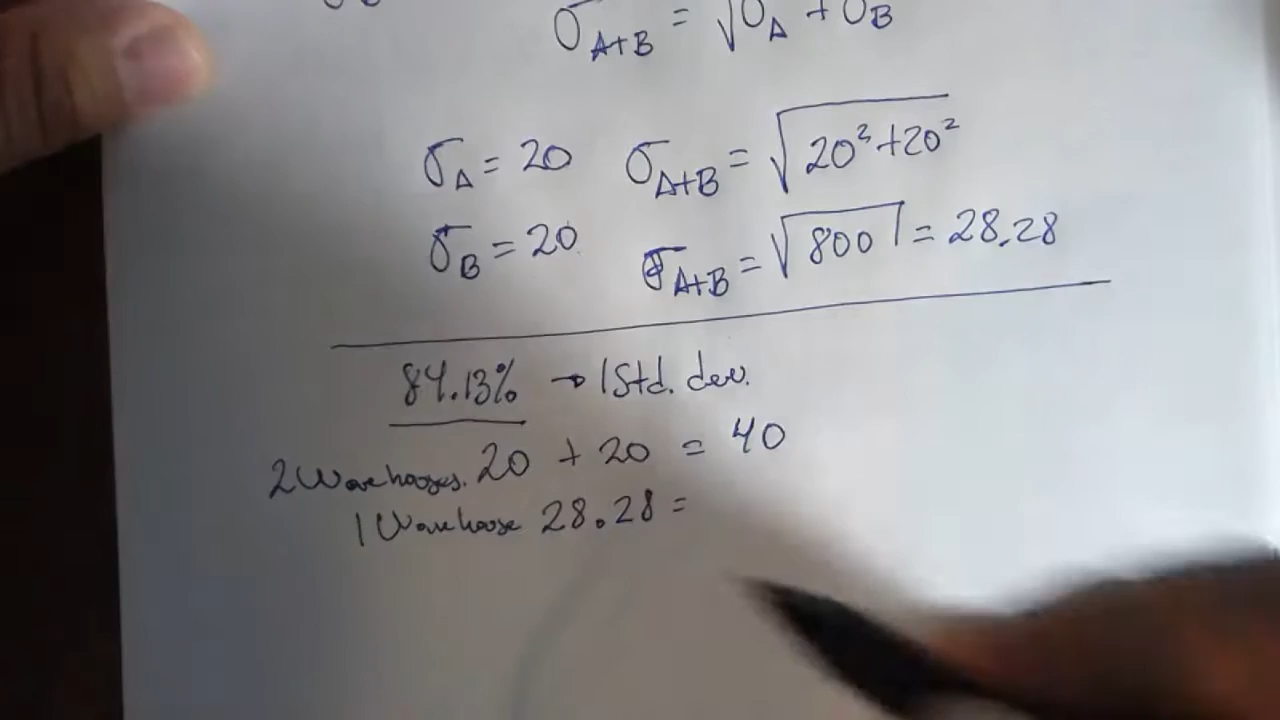 σA+B = √σA + σB
σA = 20 σA+B = √20²+20²
σB = 20 σA+B = √800 = 28.28
84.13% → 1 Std. dev.
2 Warehouses. 20 + 20 = 40
1 Warehouse 28.28 =